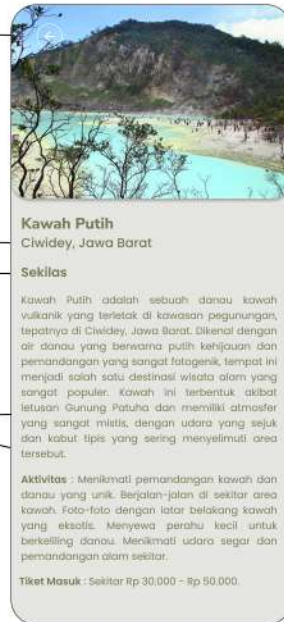 Kawah Putih
Ciwidey, Jawa Barat
Sekilas
Kawah Putih adalah sebuah danau kawah
vulkanik yang terletak di kawasan pegunungan,
tepatnya di Ciwidey, Jawa Barat. Dikenal dengan
air danau yang berwarna putih kehijauan dan
pemandangan yang sangat fotogenik, tempat ini
menjadi salah satu destinasi wisata alam yang
sangat populer. Kawah ini terbentuk akibat
letusan Gunung Patuha dan memiliki atmosfer
yang sangat mistis, dengan udara yang sejuk
dan kabut tipis yang sering menyelimuti area
tersebut.
Aktivitas : Menikmati pemandangan kawah dan
danau yang unik. Berjalan-jalan di sekitar area
kawah. Foto-foto dengan latar belakang kawah
yang eksotis. Menyewa perahu kecil untuk
berkeliling danau. Menikmati udara segar dan
pemandangan alam sekitar.
Tiket Masuk : Sekitar Rp 30.000 - Rp 50.000.